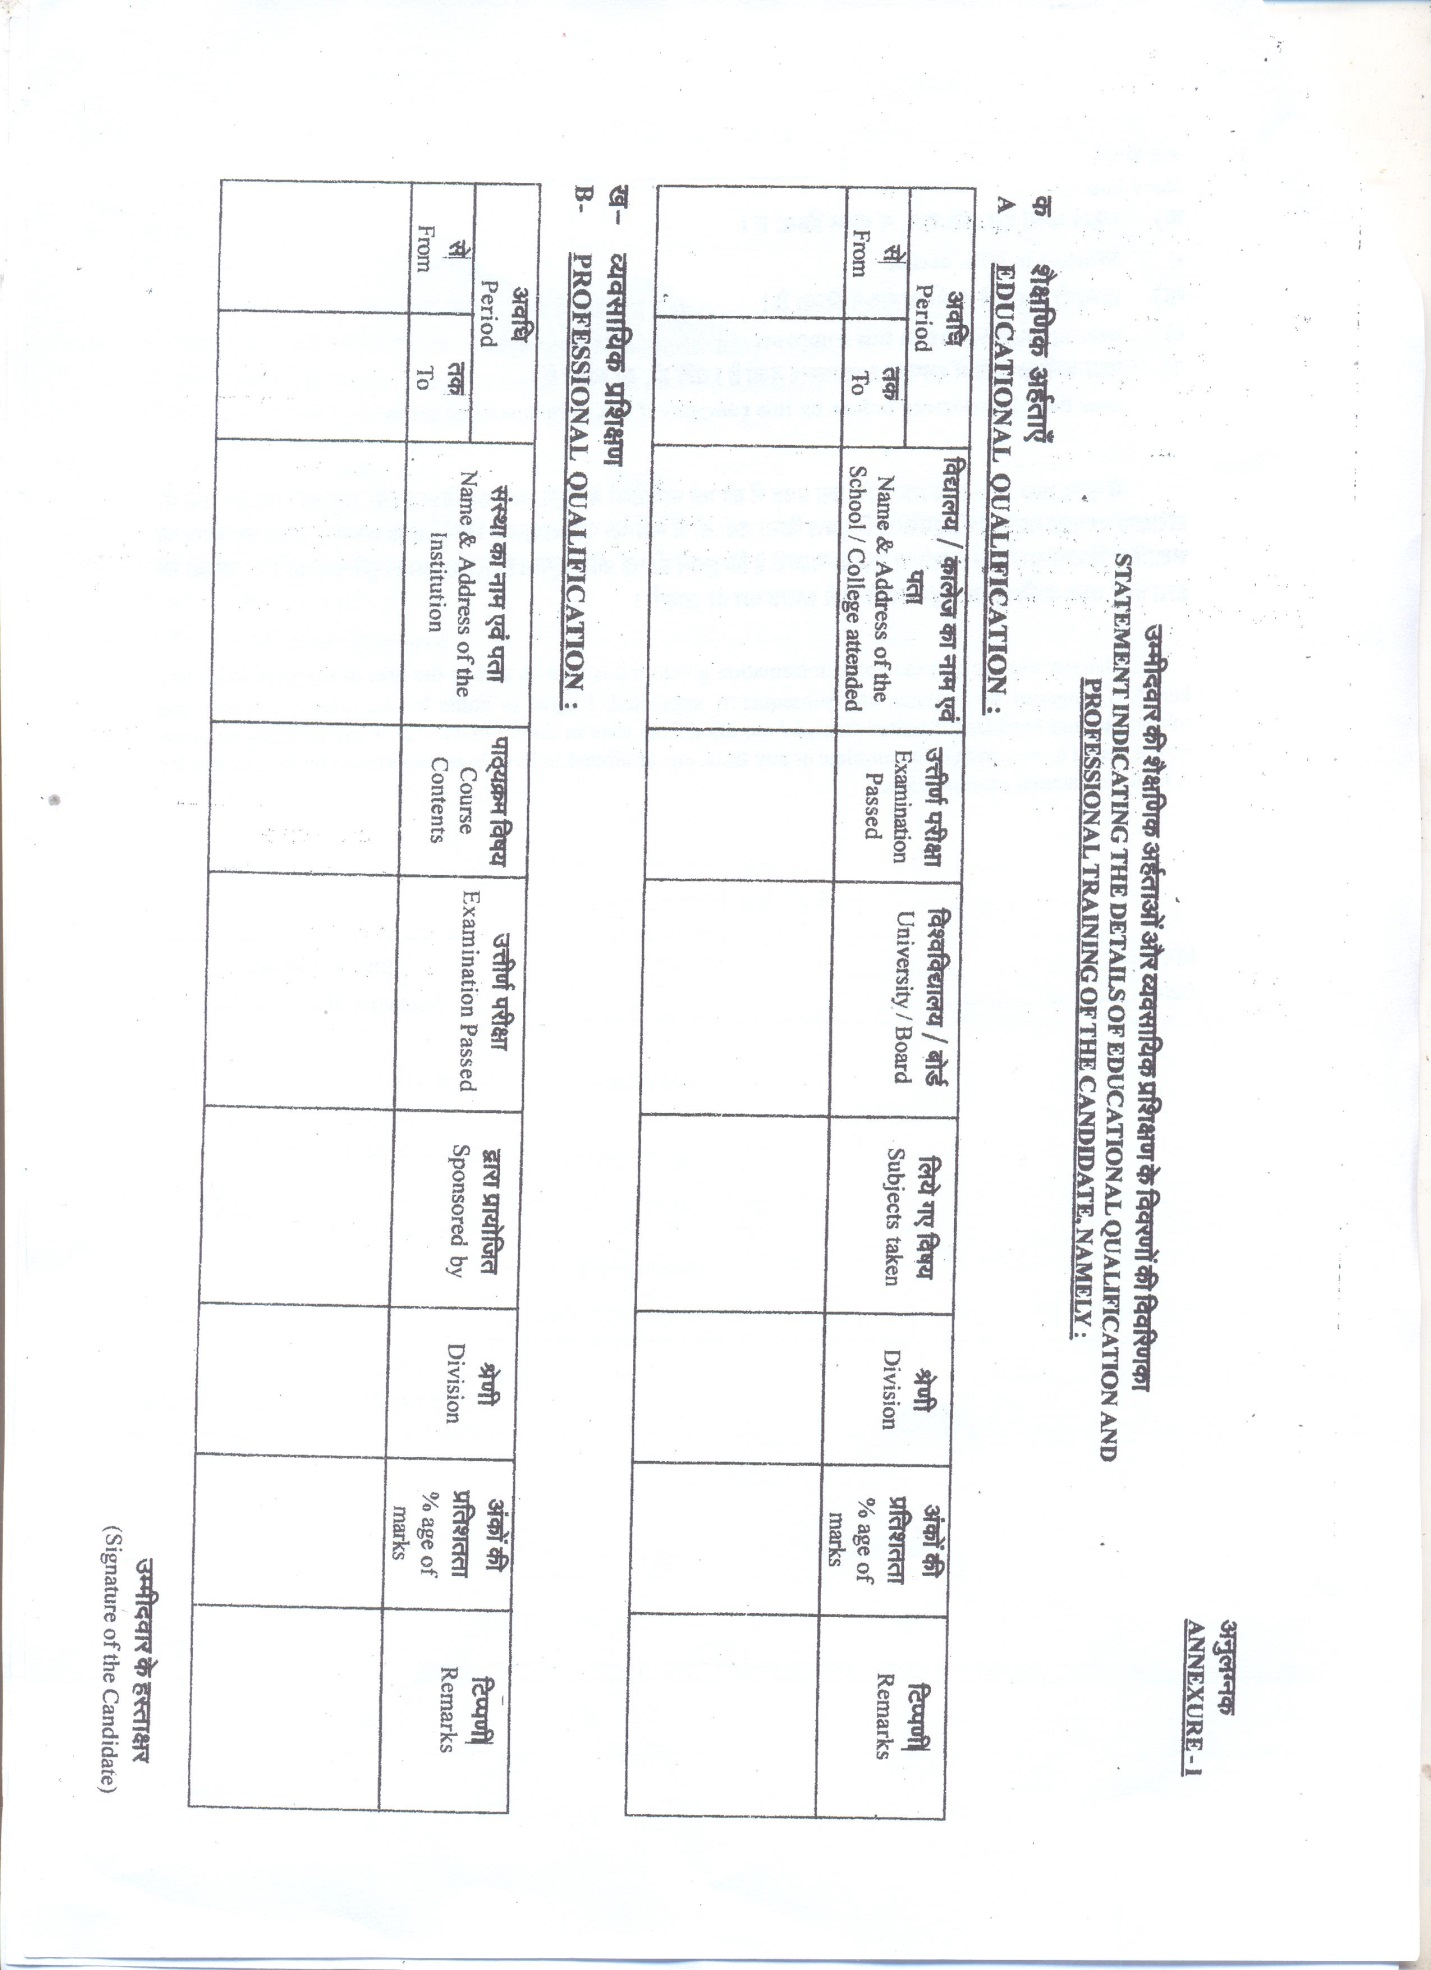 अनुलग्नक
ANNEXURE - 1
उम्मीदवार की शैक्षणिक अर्हताओं और व्यवसायिक प्रशिक्षण के विवरणों की विवरणिका
STATEMENT INDICATING THE DETAILS OF EDUCATIONAL QUALIFICATION AND
PROFESSIONAL TRAINING OF THE CANDIDATE, NAMELY :
क शैक्षणिक अर्हताएँ
A EDUCATIONAL QUALIFICATION :
अवधि
Period
से
From
तक
To
विद्यालय / कालेज का नाम एवं
पता
Name & Address of the
School / College attended
उत्तीर्ण परीक्षा
Examination
Passed
विश्वविद्यालय / बोर्ड
University / Board
लिये गए विषय
Subjects taken
श्रेणी
Division
अंकों की
प्रतिशतता
% age of
marks
टिप्पणी
Remarks
ख- व्यवसायिक प्रशिक्षण
B- PROFESSIONAL QUALIFICATION :
अवधि
Period
से
From
तक
To
संस्था का नाम एवं पता
Name & Address of the
Institution
पाठ्यक्रम विषय
Course
Contents
उत्तीर्ण परीक्षा
Examination Passed
द्वारा प्रायोजित
Sponsored by
श्रेणी
Division
अंकों की
प्रतिशतता
% age of
marks
टिप्पणी
Remarks
उम्मीदवार के हस्ताक्षर
(Signature of the Candidate)